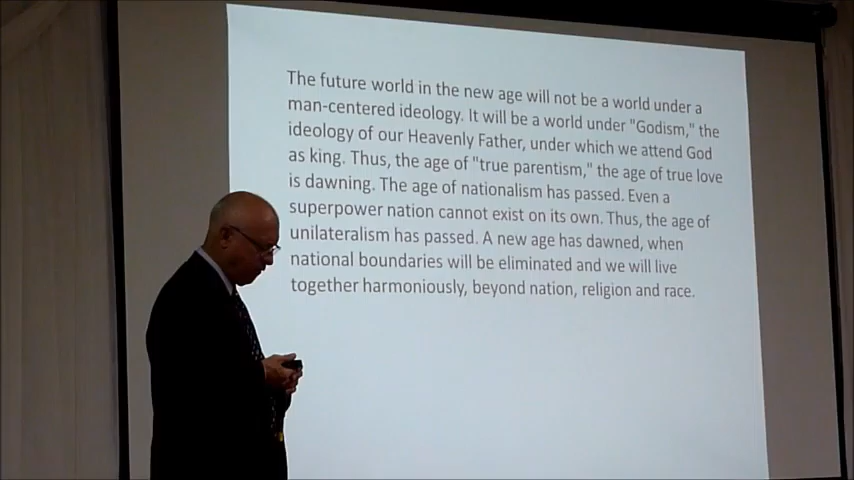 The future world in the new age will not be a world under a
man-centered ideology. It will be a world under "Godism," the
ideology of our Heavenly Father, under which we attend God
as king. Thus, the age of "true parentism," the age of true love
is dawning. The age of nationalism has passed. Even a
superpower nation cannot exist on its own. Thus, the age of
unilateralism has passed. A new age has dawned, when
national boundaries will be eliminated and we will live
together harmoniously, beyond nation, religion and race.